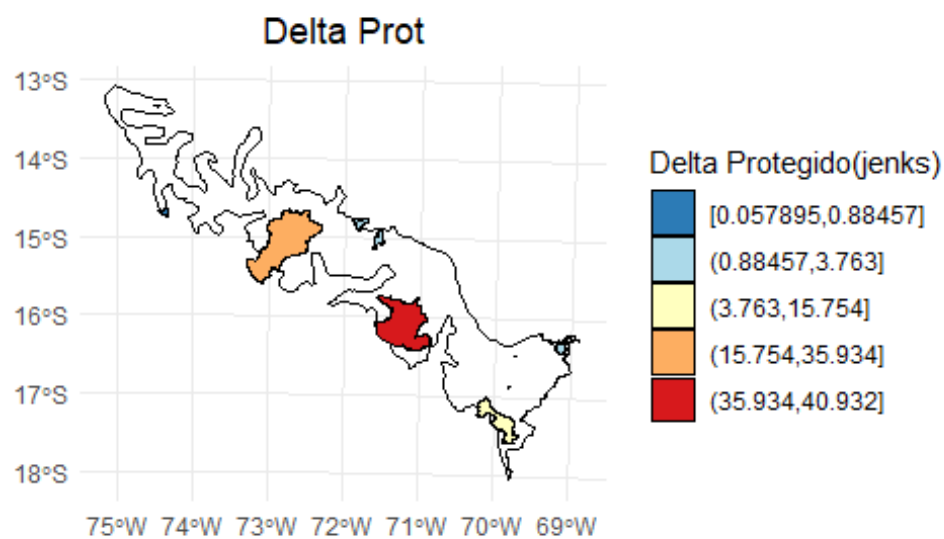 Delta Prot
13°S
14°S
15°S
16°S
17°S
18°S
75°W 74°W 73°W 72°W 71°W 70°W 69°W
Delta Protegido(jenks)
[0.057895,0.88457]
(0.88457,3.763]
(3.763,15.754]
(15.754,35.934]
(35.934,40.932]